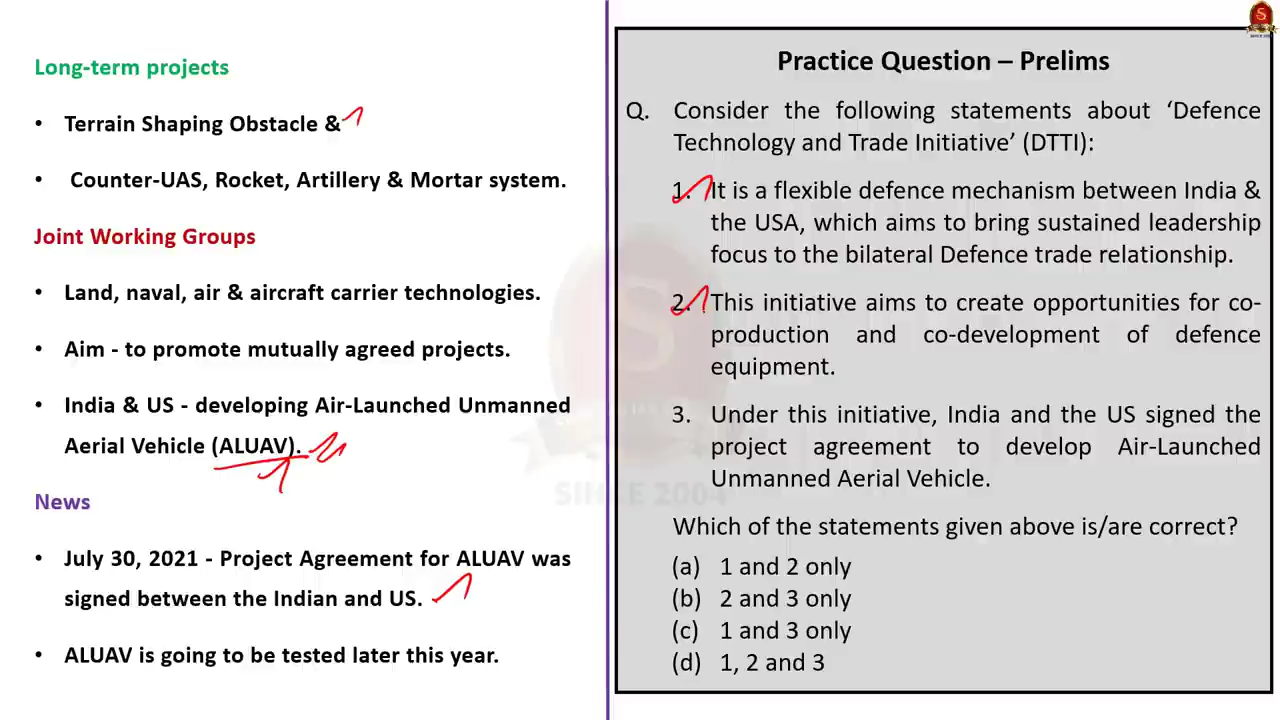 Long-term projects
• Terrain Shaping Obstacle &
• Counter-UAS, Rocket, Artillery & Mortar system.
Joint Working Groups
• Land, naval, air & aircraft carrier technologies.
• Aim - to promote mutually agreed projects.
• India & US - developing Air-Launched Unmanned
Aerial Vehicle (ALUAV).
News
• July 30, 2021 - Project Agreement for ALUAV was
signed between the Indian and US.
• ALUAV is going to be tested later this year.
Practice Question – Prelims
Q. Consider the following statements about ‘Defence
Technology and Trade Initiative’ (DTTI):
1. It is a flexible defence mechanism between India &
the USA, which aims to bring sustained leadership
focus to the bilateral Defence trade relationship.
2. This initiative aims to create opportunities for co-
production and co-development of defence
equipment.
3. Under this initiative, India and the US signed the
project agreement to develop Air-Launched
Unmanned Aerial Vehicle.
Which of the statements given above is/are correct?
(a) 1 and 2 only
(b) 2 and 3 only
(c) 1 and 3 only
(d) 1, 2 and 3
SINCE 2004